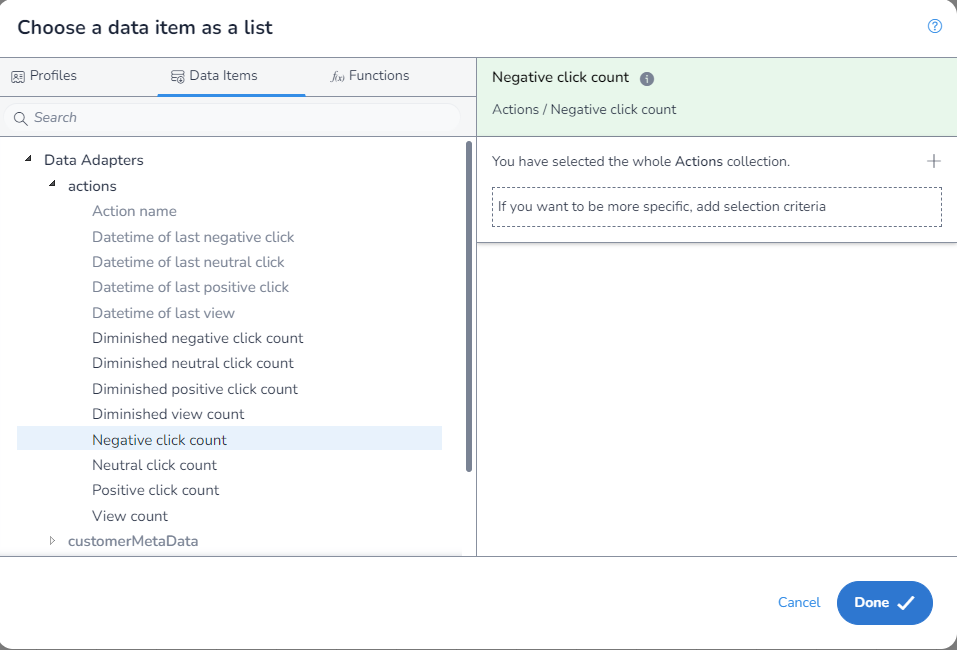 Choose a data item as a list
?
Profiles
Data Items
f(x) Functions
Search
Data Adapters
actions
Action name
Datetime of last negative click
Datetime of last neutral click
Datetime of last positive click
Datetime of last view
Diminished negative click count
Diminished neutral click count
Diminished positive click count
Diminished view count
Negative click count
Neutral click count
Positive click count
View count
customerMetaData
Negative click count i
Actions / Negative click count
You have selected the whole Actions collection.
If you want to be more specific, add selection criteria
Cancel
Done